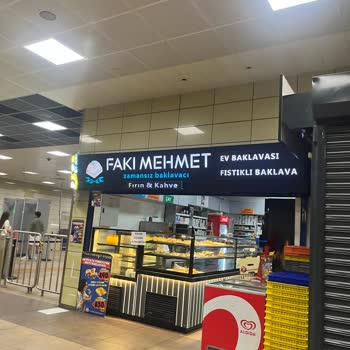 FAKI MEHMET
zamansız baklavacı
Fırın & Kahve
EV BAKLAVASI
FISTIKLI BAKLAVA
ALGIDA